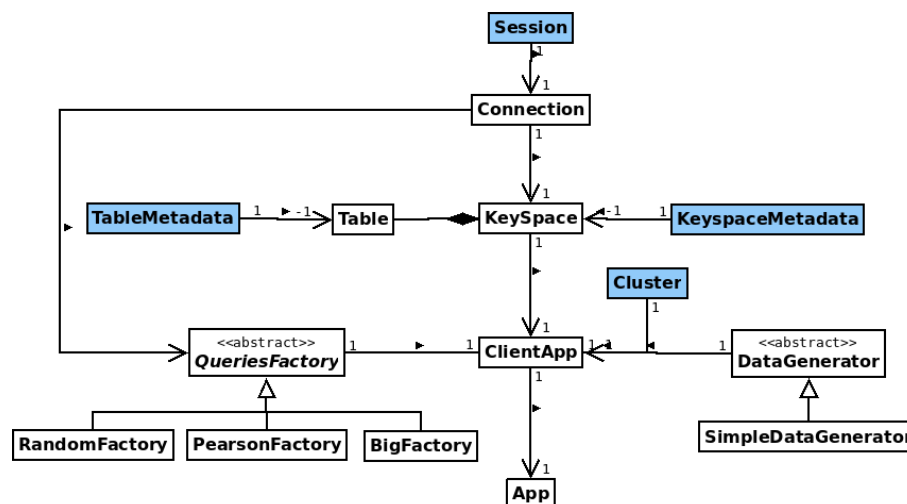 Session
1
1
Connection
1
1
TableMetadata
1
-1
Table
KeySpace
-1
1
KeyspaceMetadata
1
Cluster
1
1
<<abstract>>
QueriesFactory
1
1
ClientApp
1
1
1
<<abstract>>
DataGenerator
1
RandomFactory
PearsonFactory
BigFactory
SimpleDataGenerator
1
App